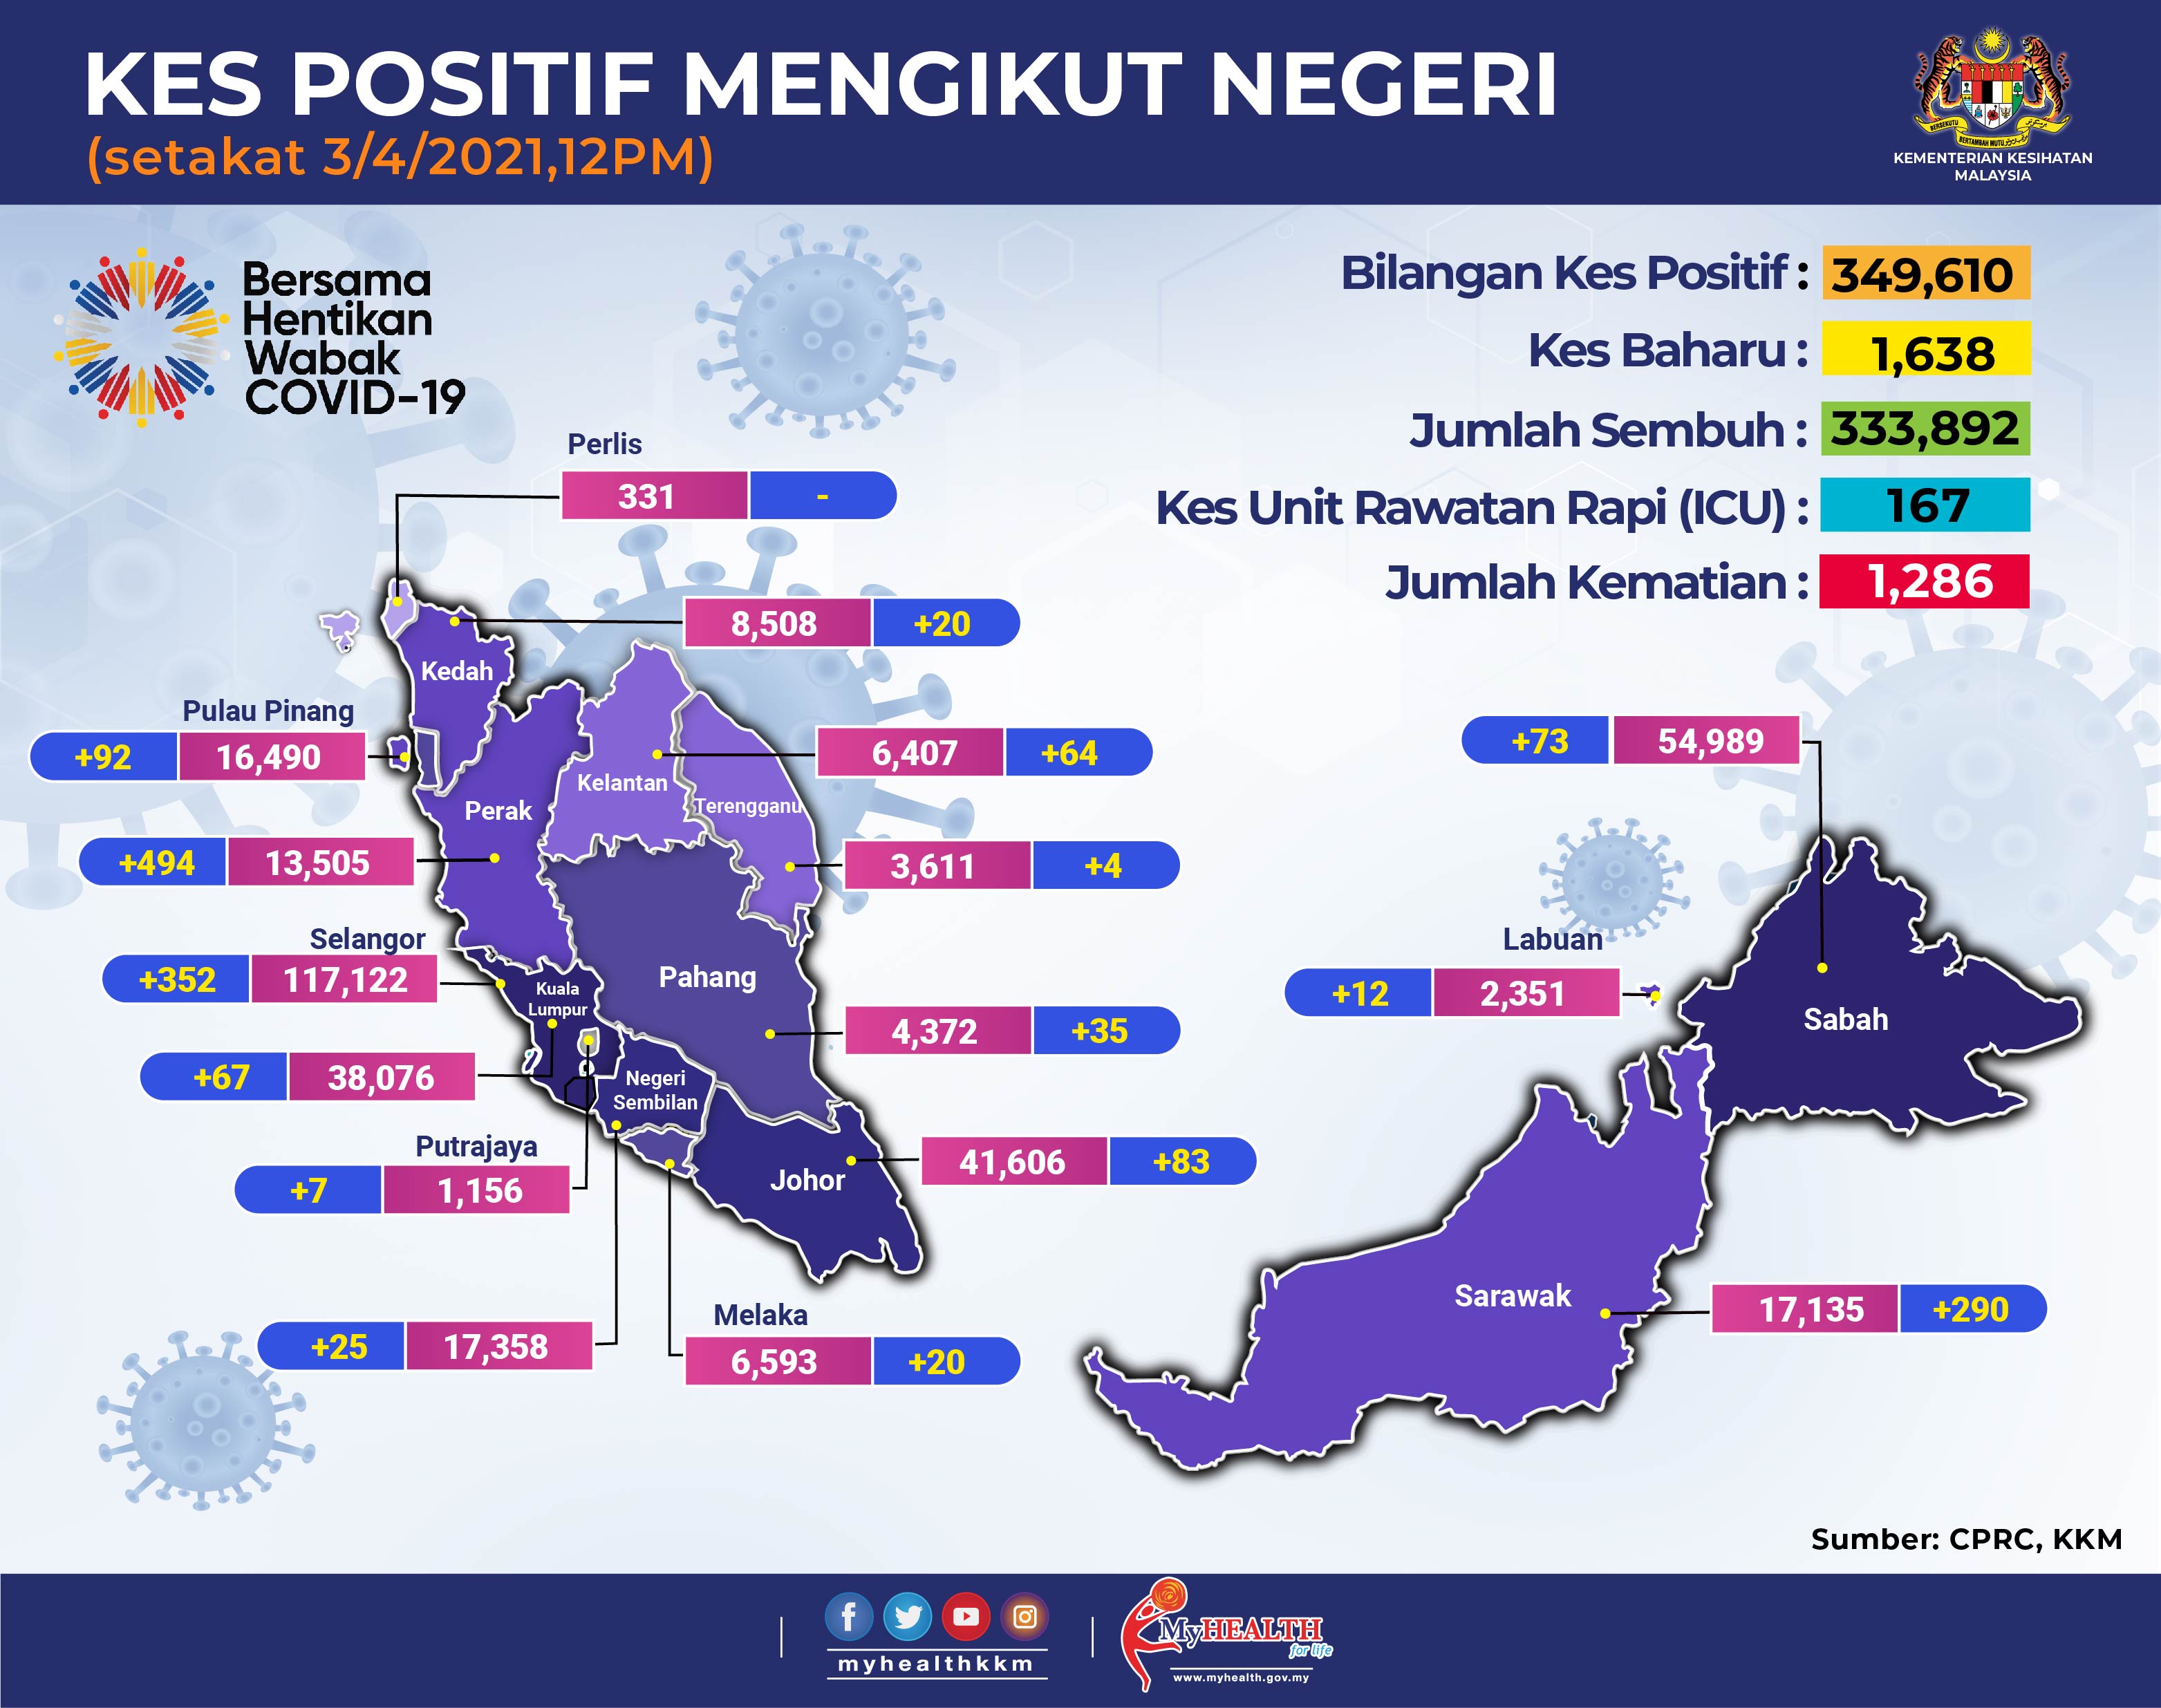 KES POSITIF MENGIKUT NEGERI
(setakat 3/4/2021,12PM)
BERSEKUTU
BERTAMBAH MUTU
KEMENTERIAN KESIHATAN
MALAYSIA
Bersama
Hentikan
Wabak
COVID-19
Bilangan Kes Positif : 349,610
Kes Baharu : 1,638
Jumlah Sembuh : 333,892
Kes Unit Rawatan Rapi (ICU) : 167
Jumlah Kematian : 1,286
Perlis
331 -
8,508 +20
Kedah
Pulau Pinang
+92 16,490
6,407 +64
Kelantan
Terengganu
Perak
+494 13,505
3,611 +4
Selangor
+352 117,122
Kuala
Lumpur
Pahang
4,372 +35
+67 38,076
Negeri
Sembilan
Putrajaya
+7 1,156
Johor
41,606 +83
+25 17,358
Melaka
6,593 +20
+73 54,989
Labuan
+12 2,351
Sabah
Sarawak
17,135 +290
Sumber: CPRC, KKM
myhealthkkm
MyHEALTH
for life
www.myhealth.gov.my